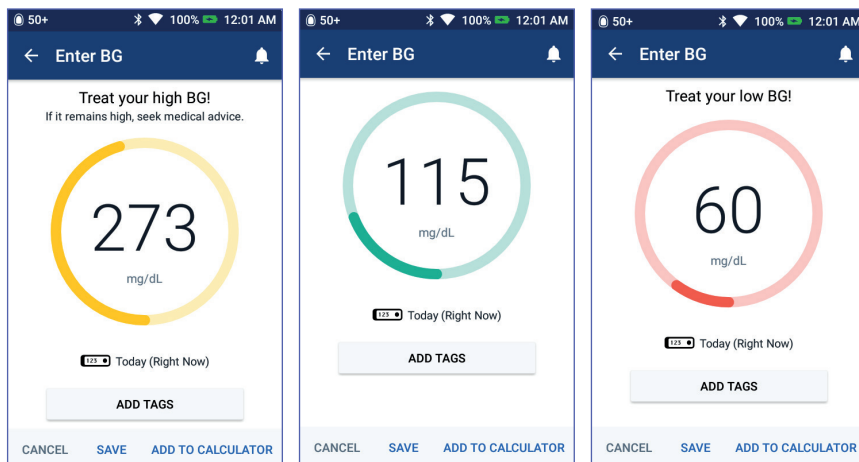 50+ 100% 12:01 AM
Enter BG
Treat your high BG!
If it remains high, seek medical advice.
273
mg/dL
123 Today (Right Now)
ADD TAGS
CANCEL SAVE ADD TO CALCULATOR
50+ 100% 12:01 AM
Enter BG
115
mg/dL
123 Today (Right Now)
ADD TAGS
CANCEL SAVE ADD TO CALCULATOR
50+ 100% 12:01 AM
Enter BG
Treat your low BG!
60
mg/dL
123 Today (Right Now)
ADD TAGS
CANCEL SAVE ADD TO CALCULATOR